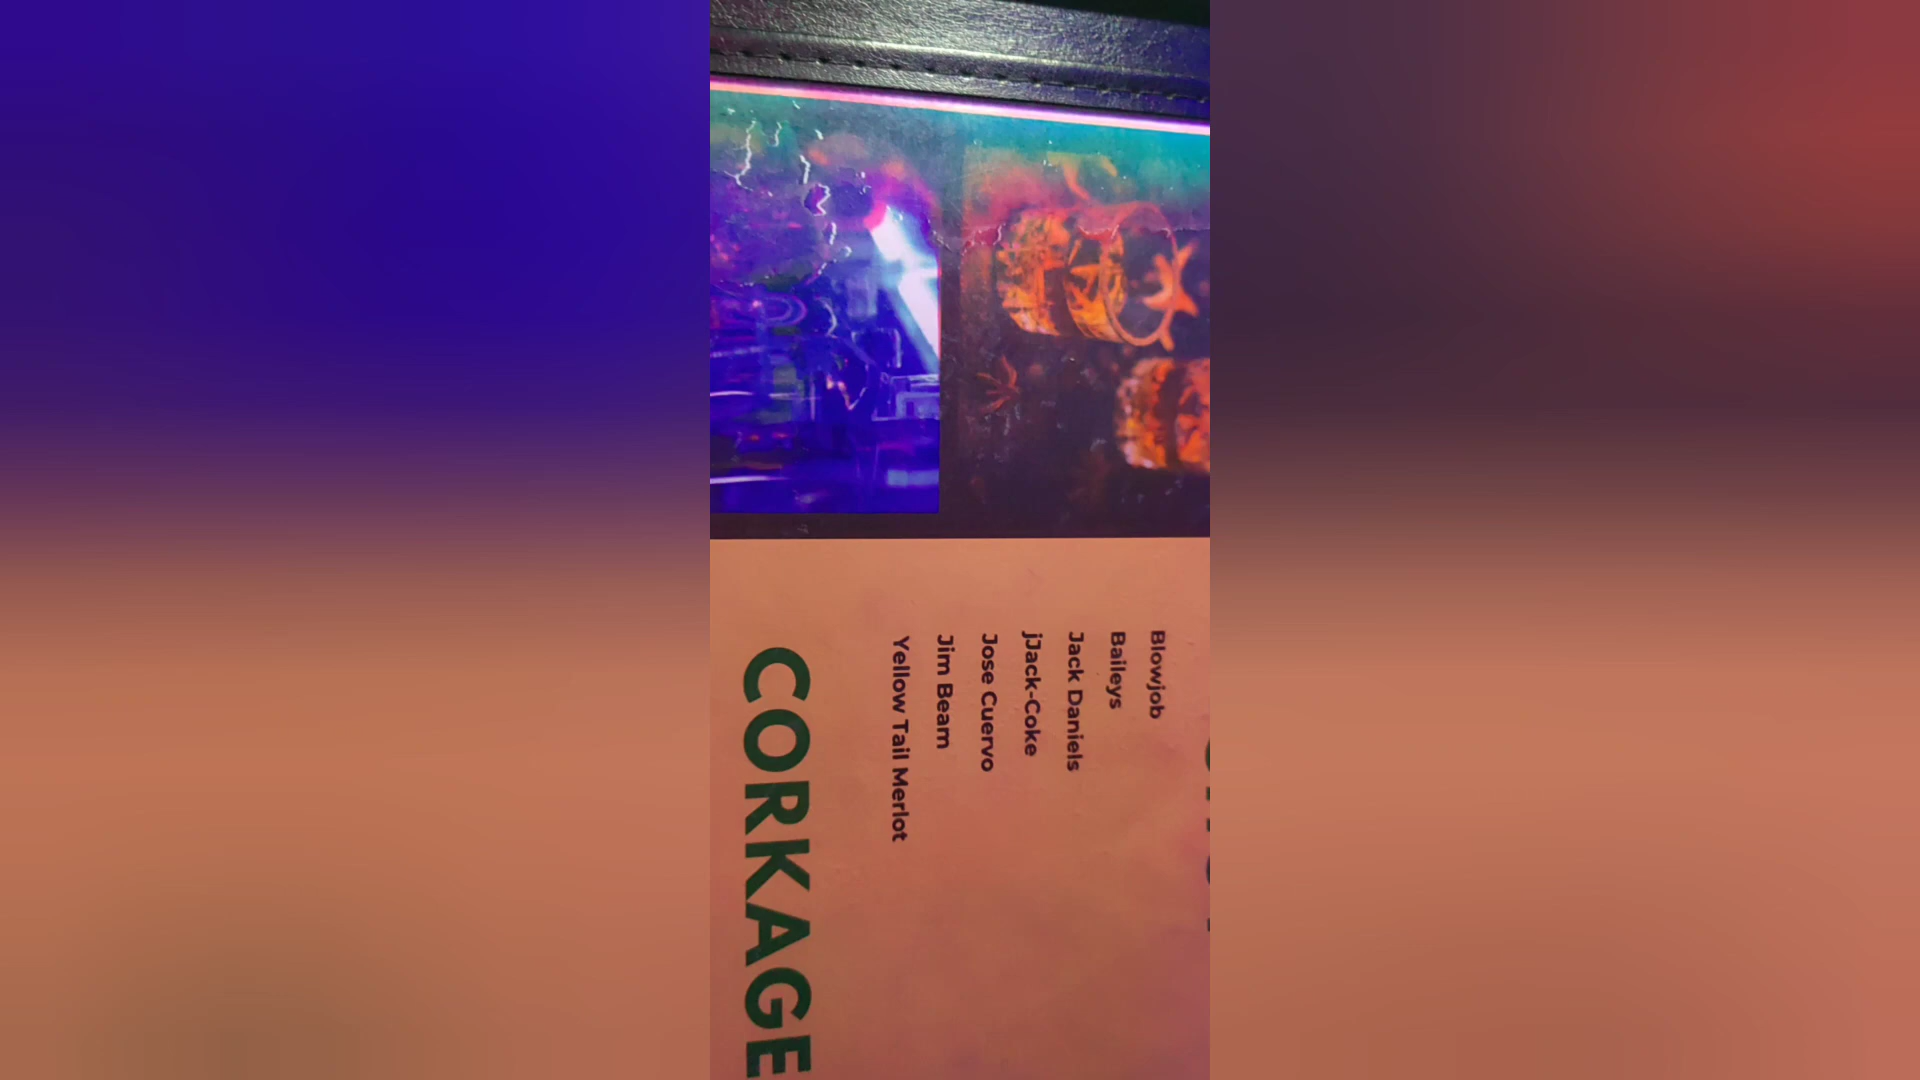 Blowjob
Baileys
Jack Daniels
jJack-Coke
Jose Cuervo
Jim Beam
Yellow Tail Merlot
CORKAGE